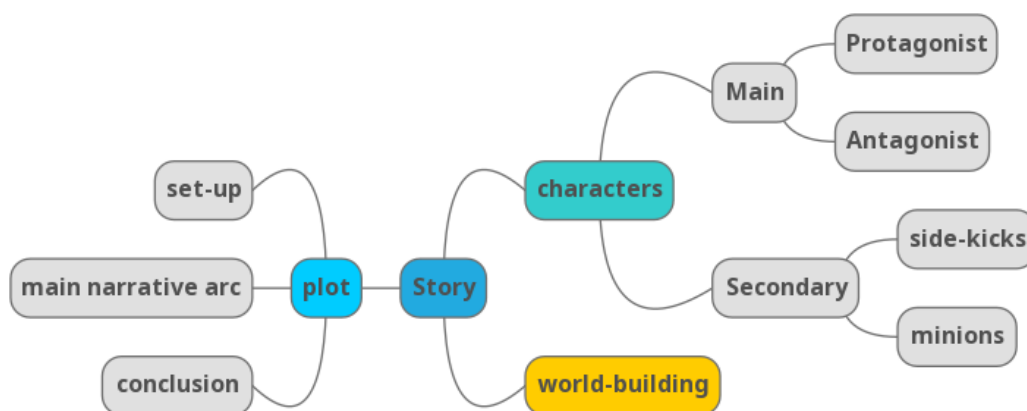 Protagonist
Main
Antagonist
set-up
characters
side-kicks
main narrative arc
plot
Story
Secondary
minions
conclusion
world-building